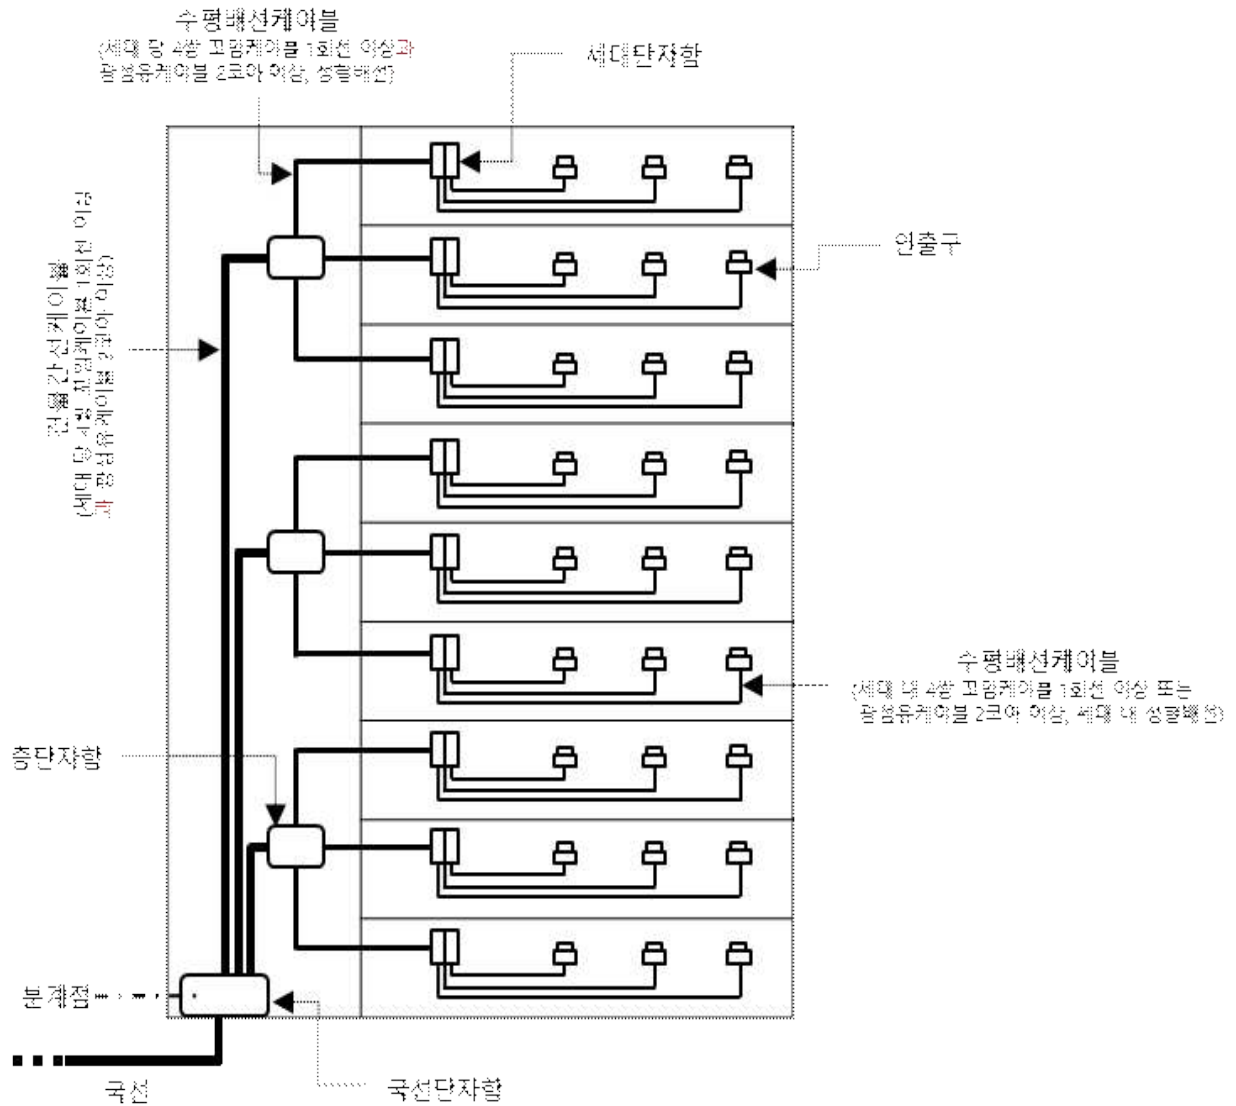 수평배선케이블
(세대 당 4쌍 꼬임케이블 1회선 이상과
광섬유케이블 2코아 이상, 성형배선)
세대단자함
인출구
건물간선케이블
(세대 당 4쌍 꼬임케이블 1회선 이상
과 광섬유케이블 2코아 이상)
수평배선케이블
(세대 내 4쌍 꼬임케이블 1회선 이상 또는
광섬유케이블 2코아 이상, 세대 내 성형배선)
층단자함
분계점
국선
국선단자함